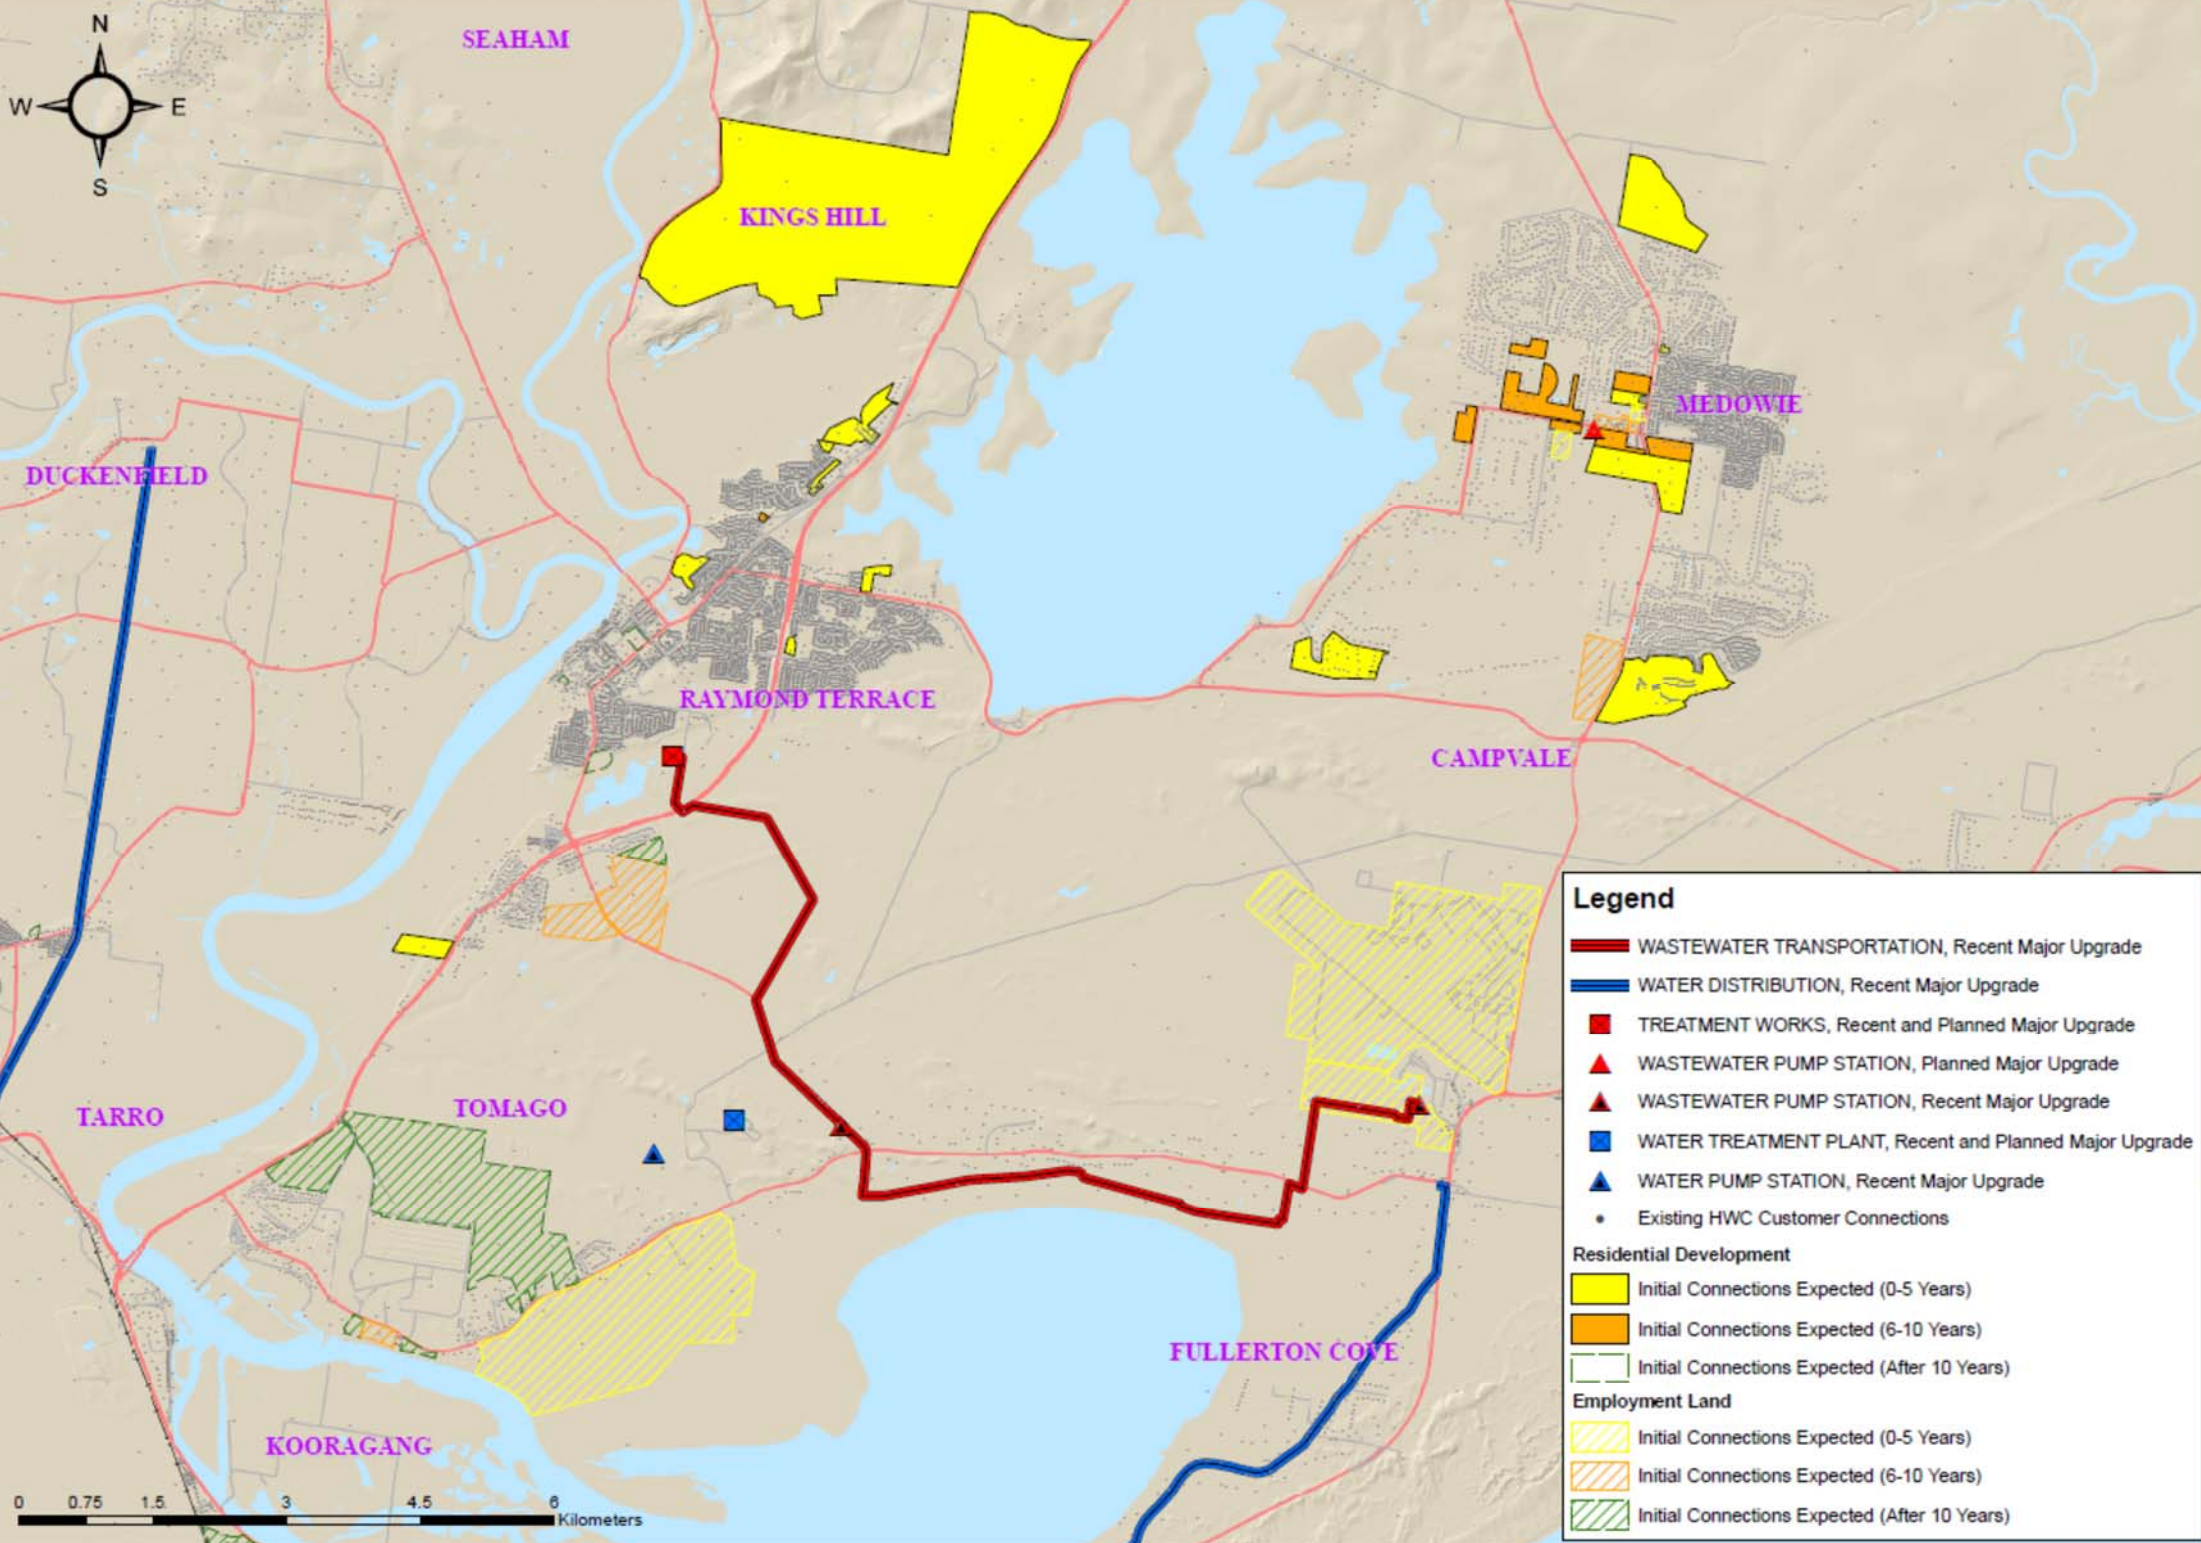 N
W
E
S
SEAHAM
KINGS HILL
MEDOWIE
DUCKENFIELD
RAYMOND TERRACE
CAMPVALE
TARRO
TOMAGO
FULLERTON COVE
KOORAGANG
0 0.75 1.5 3 4.5 6
Kilometers
Legend
WASTEWATER TRANSPORTATION, Recent Major Upgrade
WATER DISTRIBUTION, Recent Major Upgrade
TREATMENT WORKS, Recent and Planned Major Upgrade
WASTEWATER PUMP STATION, Planned Major Upgrade
WASTEWATER PUMP STATION, Recent Major Upgrade
WATER TREATMENT PLANT, Recent and Planned Major Upgrade
WATER PUMP STATION, Recent Major Upgrade
Existing HWC Customer Connections
Residential Development
Initial Connections Expected (0-5 Years)
Initial Connections Expected (6-10 Years)
Initial Connections Expected (After 10 Years)
Employment Land
Initial Connections Expected (0-5 Years)
Initial Connections Expected (6-10 Years)
Initial Connections Expected (After 10 Years)